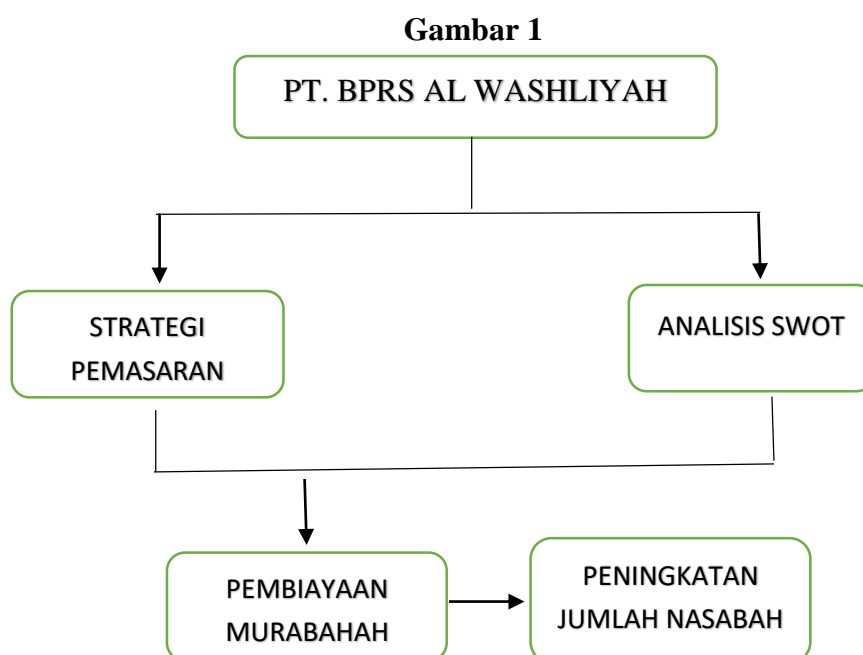 Gambar 1
PT. BPRS AL WASHLIYAH
STRATEGI
PEMASARAN
ANALISIS SWOT
PEMBIAYAAN
MURABAHAH
PENINGKATAN
JUMLAH NASABAH